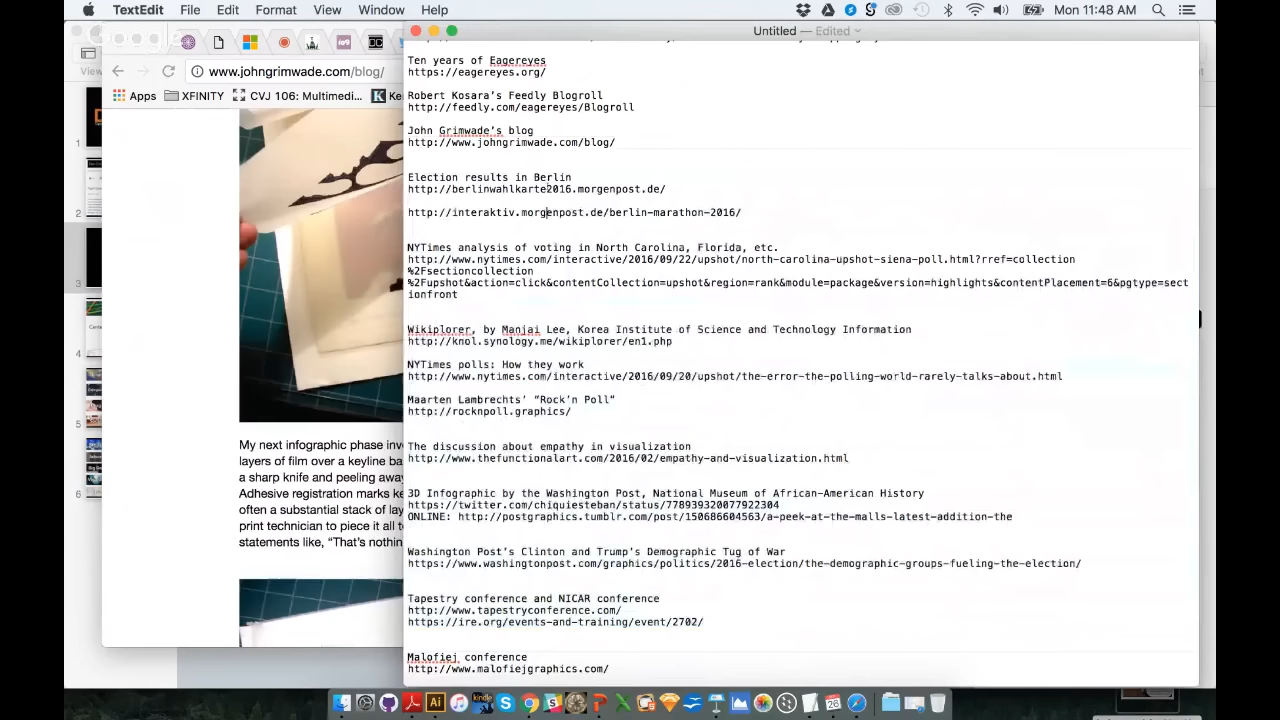 TextEdit File Edit Format View Window Help
Mon 11:48 AM
Untitled — Edited
www.johngrimwade.com/blog/
Apps XFINITY CVJ 106: Multimedi...
1
2
3
4
5
6
My next infographic phase
layers of film over a keyline
a sharp knife and peeling
Adhesive registration marks
often a substantial stack of
print technician to piece it all
statements like, “That’s
Ten years of Eagereyes
https://eagereyes.org/
Robert Kosara’s Feedly Blogroll
http://feedly.com/eagereyes/Blogroll
John Grimwade’s blog
http://www.johngrimwade.com/blog/
Election results in Berlin
http://berlinwahlkarte2016.morgenpost.de/
http://interaktiv.morgenpost.de/berlin-marathon-2016/
NYTimes analysis of voting in North Carolina, Florida, etc.
http://www.nytimes.com/interactive/2016/09/22/upshot/north-carolina-upshot-siena-poll.html?rref=collection
%2Fsectioncollection
%2Fupshot&action=click&contentCollection=upshot&region=rank&module=package&version=highlights&contentPlacement=6&pgtype=sect
ionfront
Wikiplorer, by Manjai Lee, Korea Institute of Science and Technology Information
http://knol.synology.me/wikiplorer/en1.php
NYTimes polls: How they work
http://www.nytimes.com/interactive/2016/09/20/upshot/the-error-the-polling-world-rarely-talks-about.html
Maarten Lambrechts’ “Rock’n Poll”
http://rocknpoll.graphics/
The discussion about empathy in visualization
http://www.thefunctionalart.com/2016/02/empathy-and-visualization.html
3D Infographic by the Washington Post, National Museum of African-American History
https://twitter.com/chiquiesteban/status/778939320077922304
ONLINE: http://postgraphics.tumblr.com/post/150686604563/a-peek-at-the-malls-latest-addition-the
Washington Post’s Clinton and Trump’s Demographic Tug of War
https://www.washingtonpost.com/graphics/politics/2016-election/the-demographic-groups-fueling-the-election/
Tapestry conference and NICAR conference
http://www.tapestryconference.com/
https://ire.org/events-and-training/event/2702/
Malofiej conference
http://www.malofiejgraphics.com/